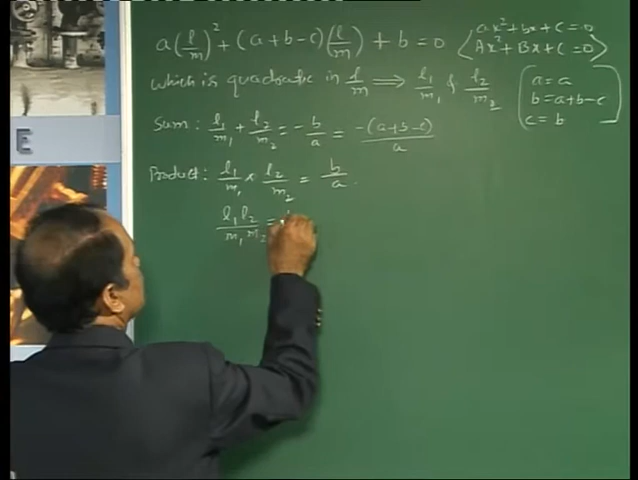 a(l/m)² + (a+b-c)(l/m) + b = 0
ax² + bx + c = 0
Ax² + Bx + C = 0
which is quadratic in l/m ⟹ l₁/m₁ & l₂/m₂
a = a
b = a+b-c
c = b
Sum : l₁/m₁ + l₂/m₂ = -b/a = -(a+b-c)/a
Product : l₁/m₁ × l₂/m₂ = b/a .
l₁l₂/m₁m₂ =
E